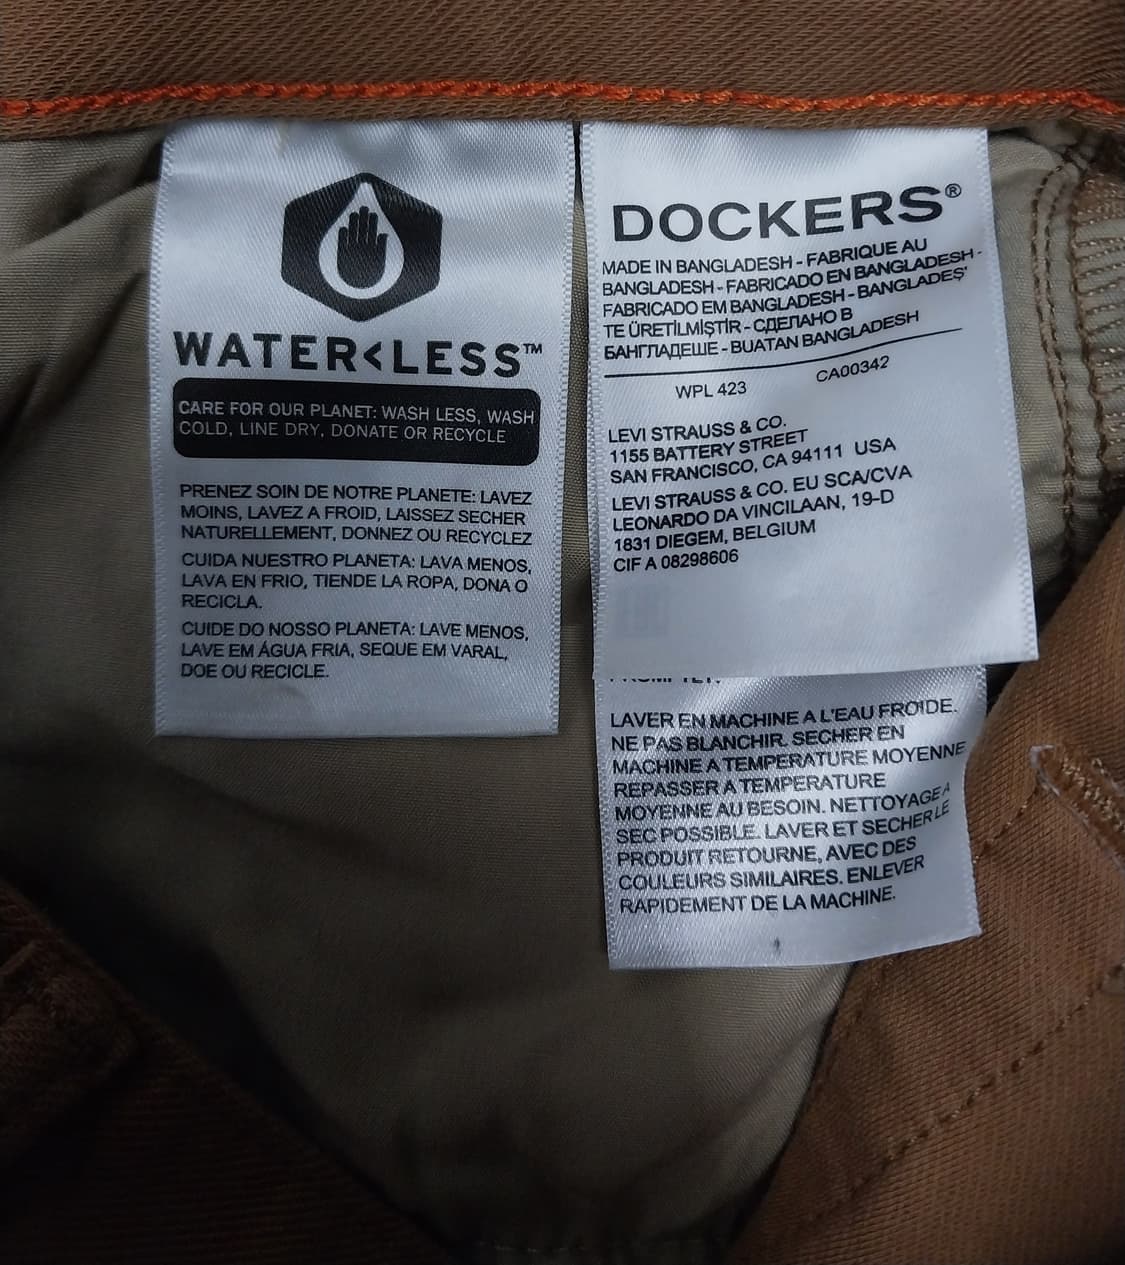 WATER<LESS™
CARE FOR OUR PLANET: WASH LESS, WASH
COLD, LINE DRY, DONATE OR RECYCLE
PRENEZ SOIN DE NOTRE PLANETE: LAVEZ
MOINS, LAVEZ A FROID, LAISSEZ SECHER
NATURELLEMENT, DONNEZ OU RECYCLEZ
CUIDA NUESTRO PLANETA: LAVA MENOS,
LAVA EN FRIO, TIENDE LA ROPA, DONA O
RECICLA.
CUIDE DO NOSSO PLANETA: LAVE MENOS,
LAVE EM ÁGUA FRIA, SEQUE EM VARAL,
DOE OU RECICLE.
DOCKERS®
MADE IN BANGLADESH - FABRIQUE AU
BANGLADESH - FABRICADO EN BANGLADESH -
FABRICADO EM BANGLADESH - BANGLADEŞ'
TE ÜRETİLMİŞTİR - СДЕЛАНО В
БАНГЛАДЕШЕ - BUATAN BANGLADESH
WPL 423 CA00342
LEVI STRAUSS & CO.
1155 BATTERY STREET
SAN FRANCISCO, CA 94111 USA
LEVI STRAUSS & CO. EU SCA/CVA
LEONARDO DA VINCILAAN, 19-D
1831 DIEGEM, BELGIUM
CIF A 08298606
LAVER EN MACHINE A L'EAU FROIDE.
NE PAS BLANCHIR. SECHER EN
MACHINE A TEMPERATURE MOYENNE
REPASSER A TEMPERATURE
MOYENNE AU BESOIN. NETTOYAGE A
SEC POSSIBLE. LAVER ET SECHER LE
PRODUIT RETOURNE, AVEC DES
COULEURS SIMILAIRES. ENLEVER
RAPIDEMENT DE LA MACHINE.